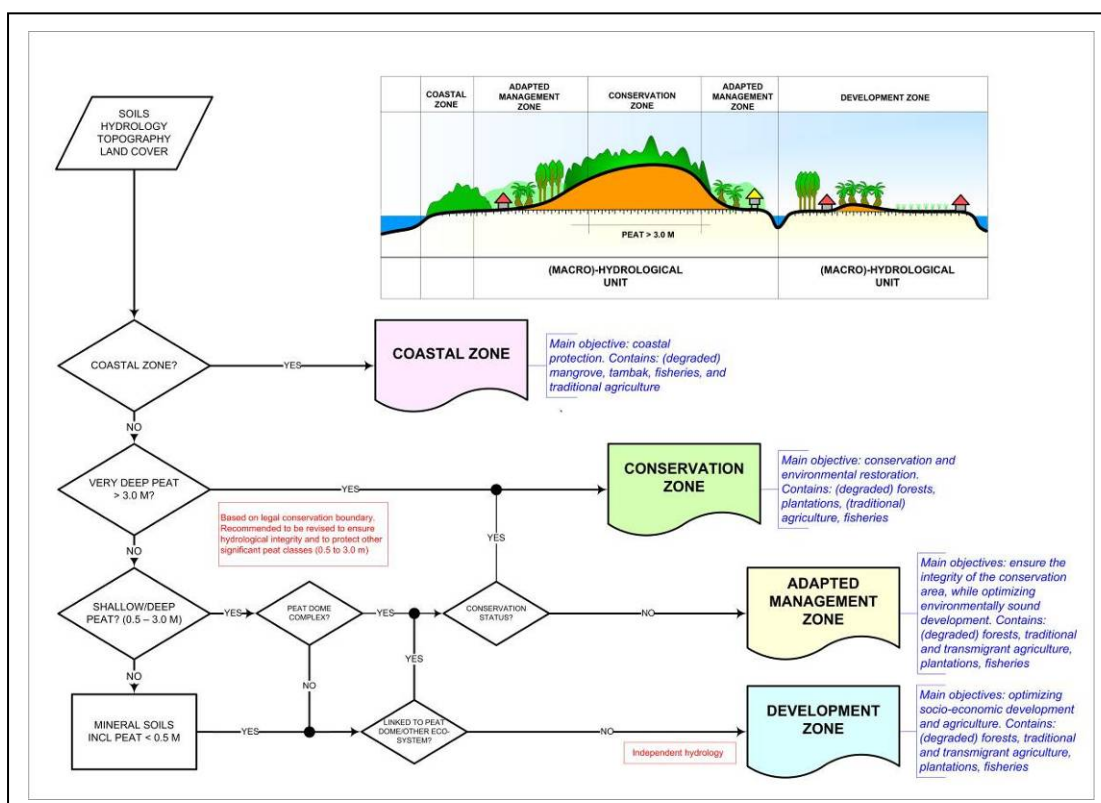 SOILS
HYDROLOGY
TOPOGRAPHY
LAND COVER
COASTAL
ZONE
ADAPTED
MANAGEMENT
ZONE
CONSERVATION
ZONE
ADAPTED
MANAGEMENT
ZONE
DEVELOPMENT ZONE
PEAT > 3.0 M
(MACRO)-HYDROLOGICAL
UNIT
(MACRO)-HYDROLOGICAL
UNIT
COASTAL ZONE?
YES
COASTAL ZONE
Main objective: coastal
protection. Contains: (degraded)
mangrove, tambak, fisheries, and
traditional agriculture
NO
VERY DEEP PEAT
> 3.0 M?
YES
CONSERVATION
ZONE
Main objective: conservation and
environmental restoration.
Contains: (degraded) forests,
plantations, (traditional)
agriculture, fisheries
Based on legal conservation boundary.
Recommended to be revised to ensure
hydrological integrity and to protect other
significant peat classes (0.5 to 3.0 m)
YES
NO
SHALLOW/DEEP
PEAT? (0.5 – 3.0 M)
YES
PEAT DOME
COMPLEX?
YES
CONSERVATION
STATUS?
NO
ADAPTED
MANAGEMENT
ZONE
Main objectives: ensure the
integrity of the conservation
area, while optimizing
environmentally sound
development. Contains:
(degraded) forests, traditional
and transmigrant agriculture,
plantations, fisheries
NO
NO
YES
MINERAL SOILS
INCL PEAT < 0.5 M
YES
LINKED TO PEAT
DOME/OTHER ECO-
SYSTEM?
NO
Independent hydrology
DEVELOPMENT
ZONE
Main objectives: optimizing
socio-economic development
and agriculture. Contains:
(degraded) forests, traditional
and transmigrant agriculture,
plantations, fisheries